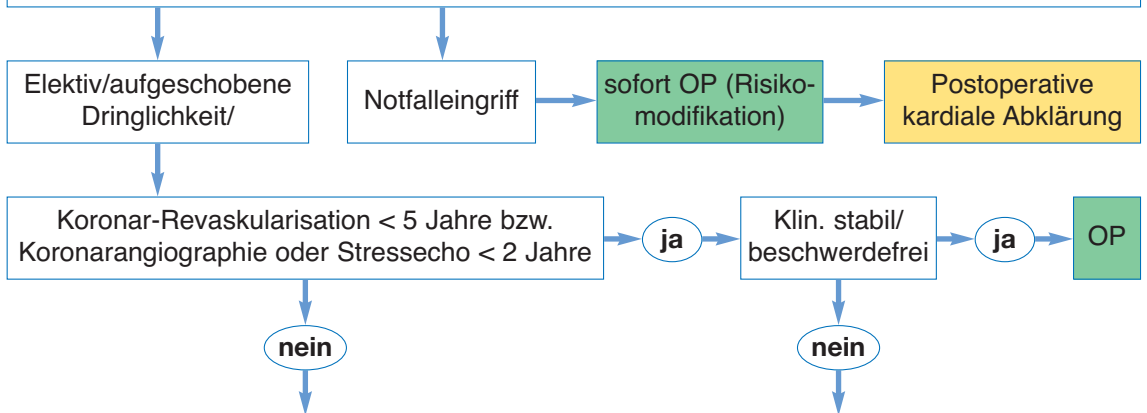 Elektiv/aufgeschobene
Dringlichkeit/
Notfalleingriff
sofort OP (Risiko-
modifikation)
Postoperative
kardiale Abklärung
Koronar-Revaskularisation < 5 Jahre bzw.
Koronarangiographie oder Stressecho < 2 Jahre
ja
Klin. stabil/
beschwerdefrei
ja
OP
nein
nein